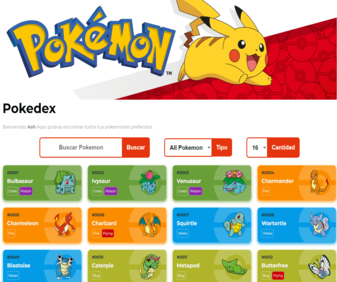 POKéMON
TM
Pokedex
Bienvenido Ash Aqui podras encontrar todos tus pokemones preferidos.
Buscar Pokemon Buscar All Pokemon Tipo 16 Cantidad
#0001 #0002 #0003 #0004
Bulbasaur Ivysaur Venusaur Charmander
Grass Poison Grass Poison Grass Poison Fire
#0005 #0006 #0007 #0008
Charmeleon Charizard Squirtle Wartortle
Fire Fire Flying Water Water
#0009 #0010 #0011 #0012
Blastoise Caterpie Metapod Butterfree
Water Bug Bug Bug Flying